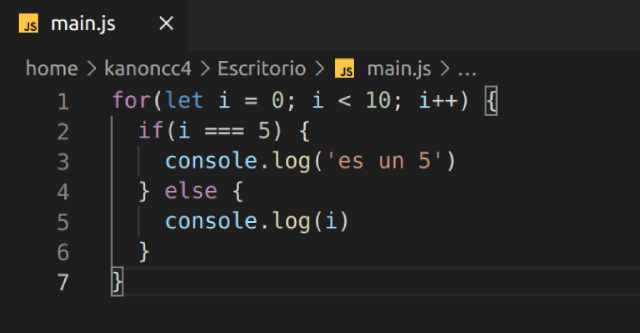 JS main.js ×
home > kanoncc4 > Escritorio > JS main.js > ...
1 for(let i = 0; i < 10; i++) {
2   if(i === 5) {
3     console.log('es un 5')
4   } else {
5     console.log(i)
6   }
7 }